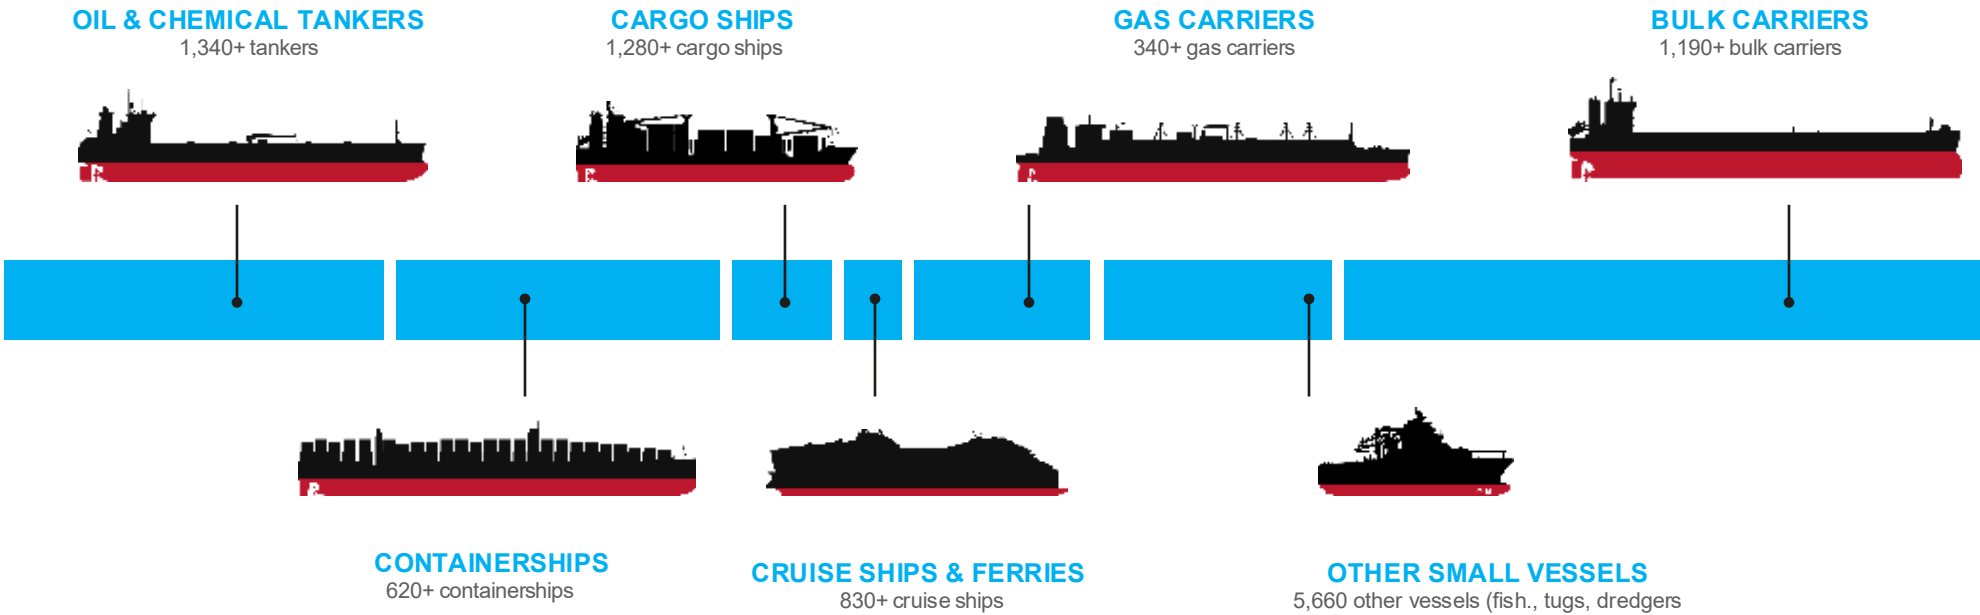 OIL & CHEMICAL TANKERS
1,340+ tankers
CARGO SHIPS
1,280+ cargo ships
GAS CARRIERS
340+ gas carriers
BULK CARRIERS
1,190+ bulk carriers
CONTAINERSHIPS
620+ containerships
CRUISE SHIPS & FERRIES
830+ cruise ships
OTHER SMALL VESSELS
5,660 other vessels (fish., tugs, dredgers